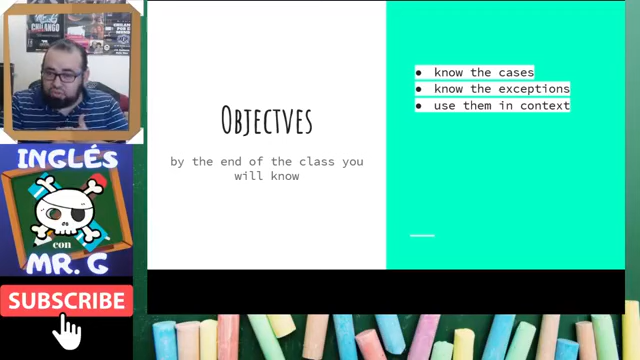 CHILANGO
INGLÉS
con
MR. G
SUBSCRIBE
OBJECTVES
by the end of the class you
will know
● know the cases
● know the exceptions
● use them in context